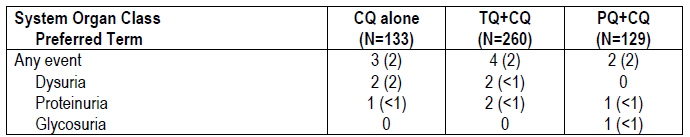 System Organ Class CQ alone TQ+CQ PQ+CQ
Preferred Term (N=133) (N=260) (N=129)
Any event 3 (2) 4 (2) 2 (2)
Dysuria 2 (2) 2 (<1) 0
Proteinuria 1 (<1) 2 (<1) 1 (<1)
Glycosuria 0 0 1 (<1)